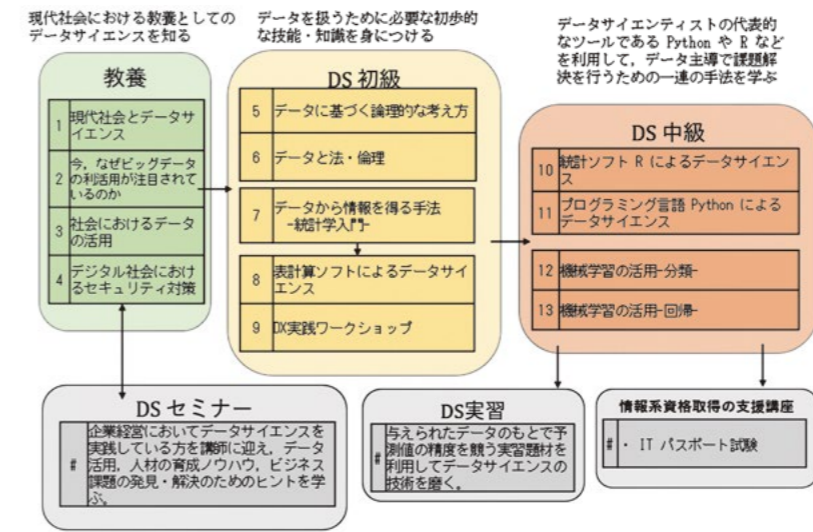 現代社会における教養としての
データサイエンスを知る
データを扱うために必要な初歩的
な技能・知識を身につける
データサイエンティストの代表的
なツールである Python や R など
を利用して，データ主導で課題解
決を行うための一連の手法を学ぶ
教養
1 現代社会とデータサ
イエンス
2 今，なぜビッグデータ
の利活用が注目されて
いるのか
3 社会におけるデータ
の活用
4 デジタル社会におけ
るセキュリティ対策
DS 初級
5 データに基づく論理的な考え方
6 データと法・倫理
7 データから情報を得る手法
-統計学入門-
8 表計算ソフトによるデータサイ
エンス
9 DX実践ワークショップ
DS 中級
10 統計ソフト R によるデータサイエン
ス
11 プログラミング言語 Python による
データサイエンス
12 機械学習の活用-分類-
13 機械学習の活用-回帰-
DS セミナー
# 企業経営においてデータサイエンスを
実践している方を講師に迎え，データ
活用，人材の育成ノウハウ，ビジネス
課題の発見・解決のためのヒントを学
ぶ。
DS実習
# 与えられたデータのもとで予
測値の精度を競う実習題材を
利用してデータサイエンスの
技術を磨く。
情報系資格取得の支援講座
# ・ IT パスポート試験